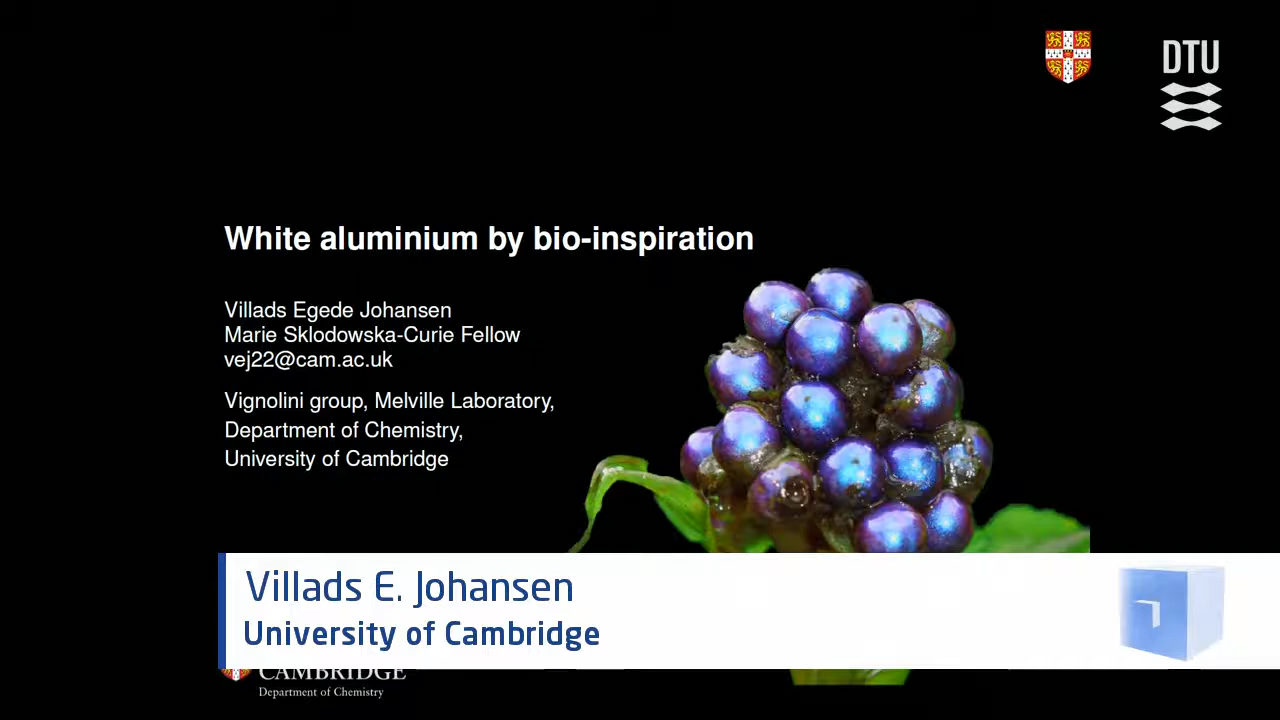 DTU
White aluminium by bio-inspiration
Villads Egede Johansen
Marie Sklodowska-Curie Fellow
vej22@cam.ac.uk
Vignolini group, Melville Laboratory,
Department of Chemistry,
University of Cambridge
Villads E. Johansen
University of Cambridge
CAMBRIDGE
Department of Chemistry